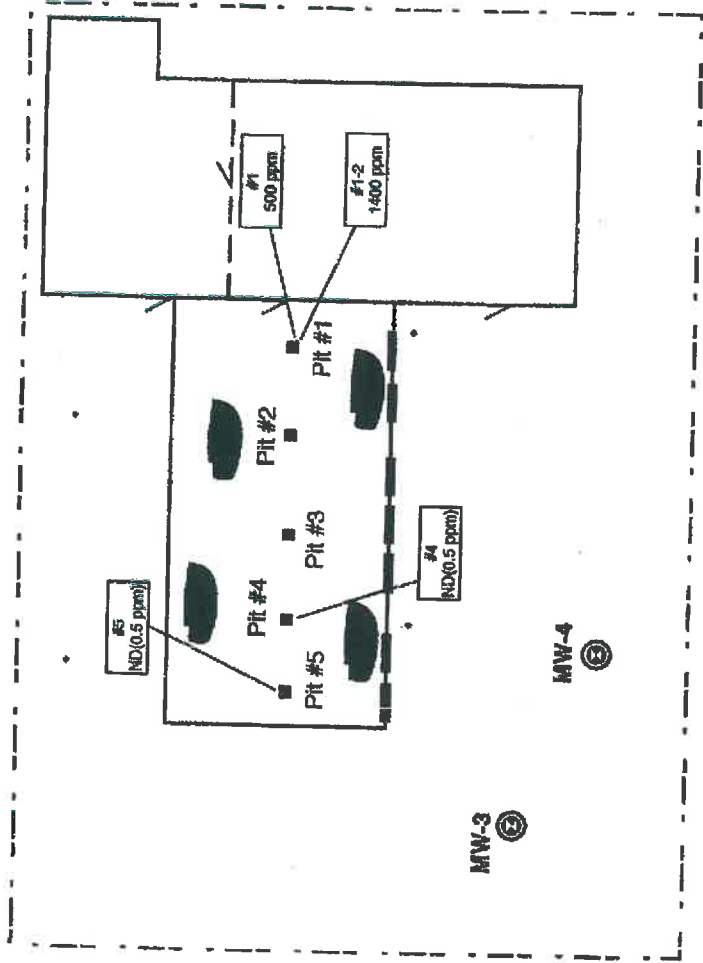 #1
500 ppm
#1-2
1400 ppm
Pit #1
Pit #2
Pit #3
Pit #4
Pit #5
#5
ND(0.5 ppm)
#4
ND(0.5 ppm)
MW-4
MW-3